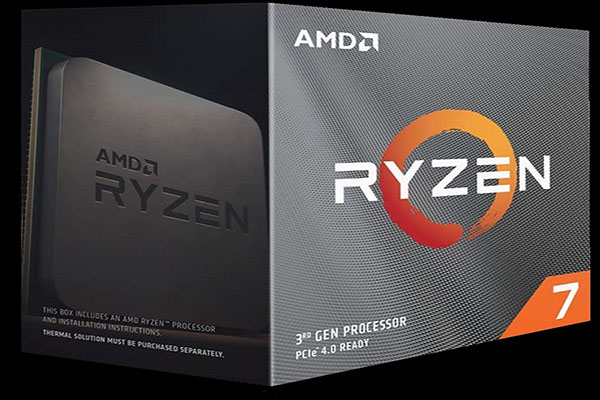 AMD
RYZEN
THIS BOX INCLUDES AN AMD RYZEN™ PROCESSOR
AND INSTALLATION INSTRUCTIONS.
THERMAL SOLUTION MUST BE PURCHASED SEPARATELY.
AMD
RYZEN
3RD GEN PROCESSOR
PCIe® 4.0 READY
7